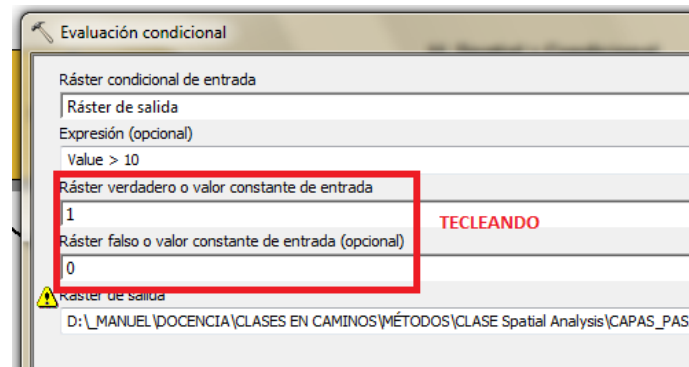 Evaluación condicional
Ráster condicional de entrada
Ráster de salida
Expresión (opcional)
Value > 10
Ráster verdadero o valor constante de entrada
1
TECLEANDO
Ráster falso o valor constante de entrada (opcional)
0
Ráster de salida
D:\_MANUEL\DOCENCIA\CLASES EN CAMINOS\MÉTODOS\CLASE Spatial Analysis\CAPAS_PAS